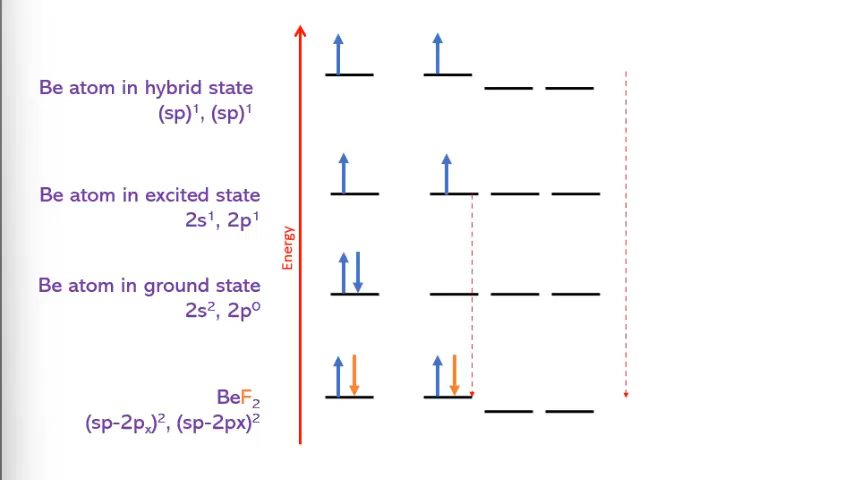 Be atom in hybrid state
(sp)¹, (sp)¹
Be atom in excited state
2s¹, 2p¹
Energy
Be atom in ground state
2s², 2p⁰
BeF₂
(sp-2pₓ)², (sp-2px)²